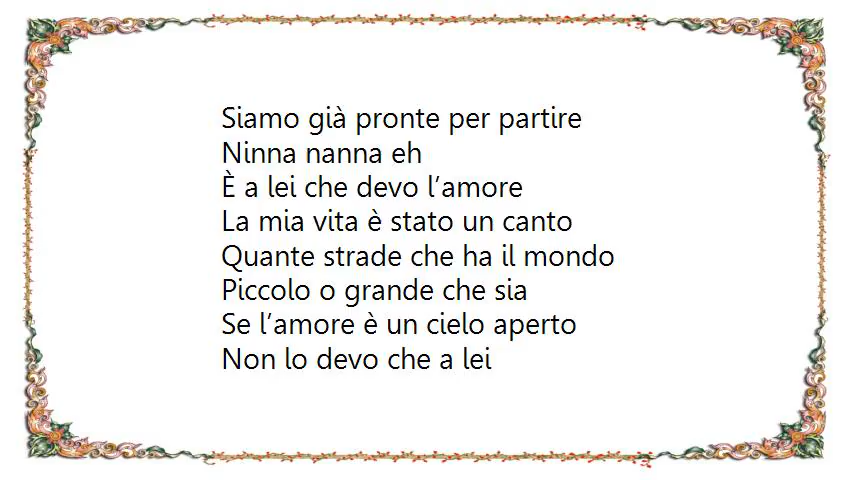 Siamo già pronte per partire
Ninna nanna eh
È a lei che devo l’amore
La mia vita è stato un canto
Quante strade che ha il mondo
Piccolo o grande che sia
Se l’amore è un cielo aperto
Non lo devo che a lei